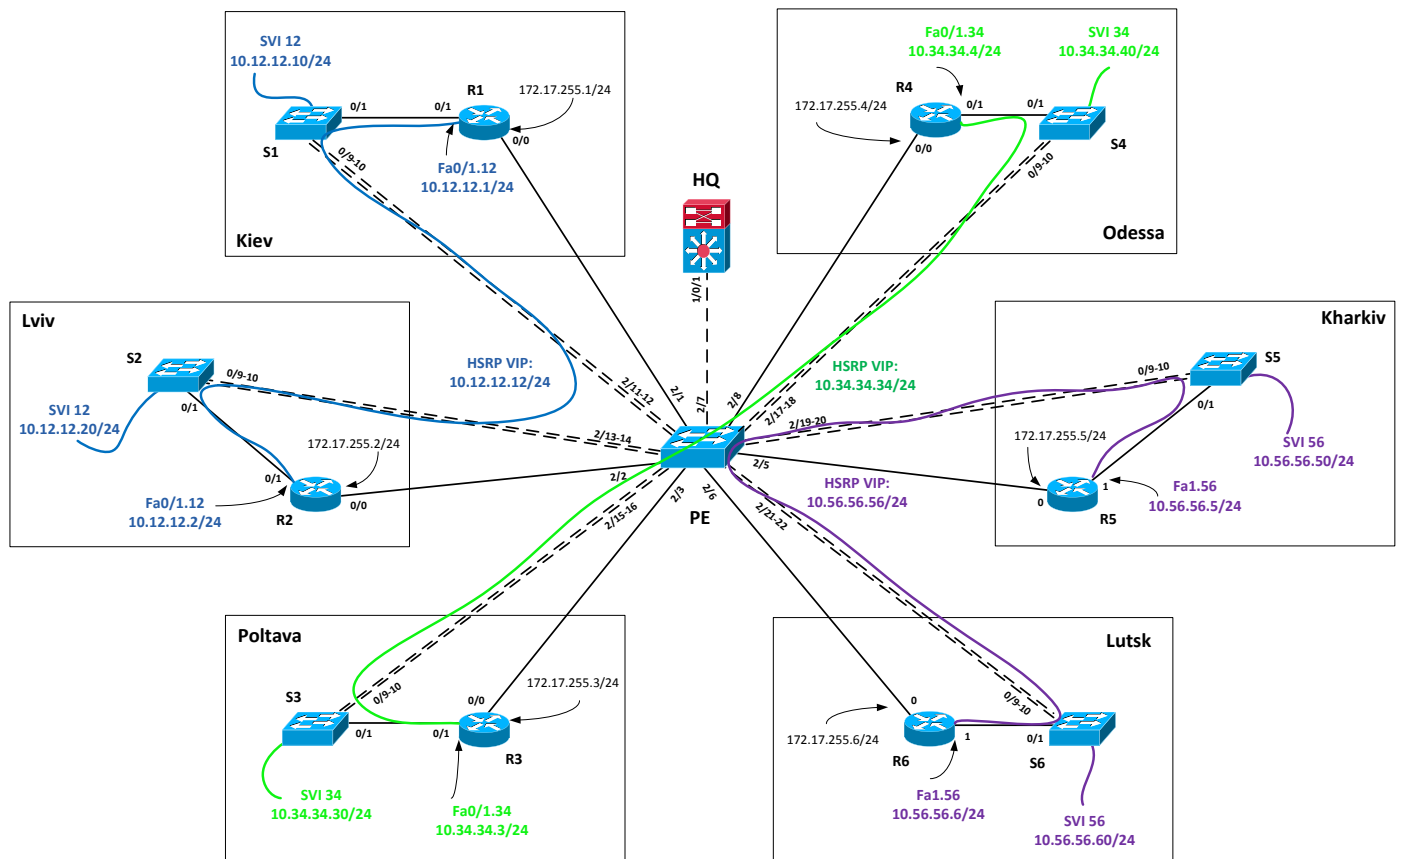 SVI 12
10.12.12.10/24
0/1
0/1
R1
172.17.255.1/24
0/0
S1
0/9-10
Fa0/1.12
10.12.12.1/24
Kiev
Fa0/1.34
10.34.34.4/24
SVI 34
10.34.34.40/24
R4
172.17.255.4/24
0/1
0/1
0/0
S4
0/9-10
Odessa
HQ
1/0/1
Lviv
S2
0/9-10
0/1
SVI 12
10.12.12.20/24
172.17.255.2/24
0/1
Fa0/1.12
10.12.12.2/24
R2
0/0
HSRP VIP:
10.12.12.12/24
HSRP VIP:
10.34.34.34/24
Kharkiv
S5
0/9-10
0/1
172.17.255.5/24
SVI 56
10.56.56.50/24
0
1
R5
Fa1.56
10.56.56.5/24
2/11-12
2/1
2/7
2/8
2/17-18
2/13-14
2/19-20
2/2
2/5
2/15-16
2/3
2/6
2/21-22
PE
HSRP VIP:
10.56.56.56/24
Poltava
S3
0/9-10
0/0
172.17.255.3/24
0/1
0/1
R3
SVI 34
10.34.34.30/24
Fa0/1.34
10.34.34.3/24
Lutsk
0
0/9-10
172.17.255.6/24
1
0/1
R6
S6
Fa1.56
10.56.56.6/24
SVI 56
10.56.56.60/24